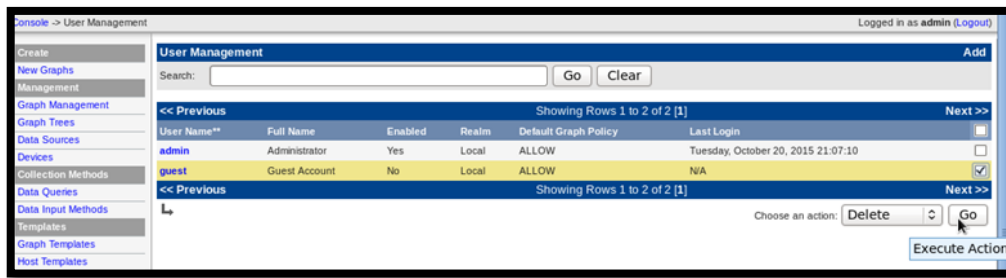 Console -> User Management Logged in as admin (Logout)
Create
New Graphs
Management
Graph Management
Graph Trees
Data Sources
Devices
Collection Methods
Data Queries
Data Input Methods
Templates
Graph Templates
Host Templates
User Management Add
Search: Go Clear
<< Previous Showing Rows 1 to 2 of 2 [1] Next >>
User Name** Full Name Enabled Realm Default Graph Policy Last Login
admin Administrator Yes Local ALLOW Tuesday, October 20, 2015 21:07:10
guest Guest Account No Local ALLOW N/A
<< Previous Showing Rows 1 to 2 of 2 [1] Next >>
Choose an action: Delete Go
Execute Action